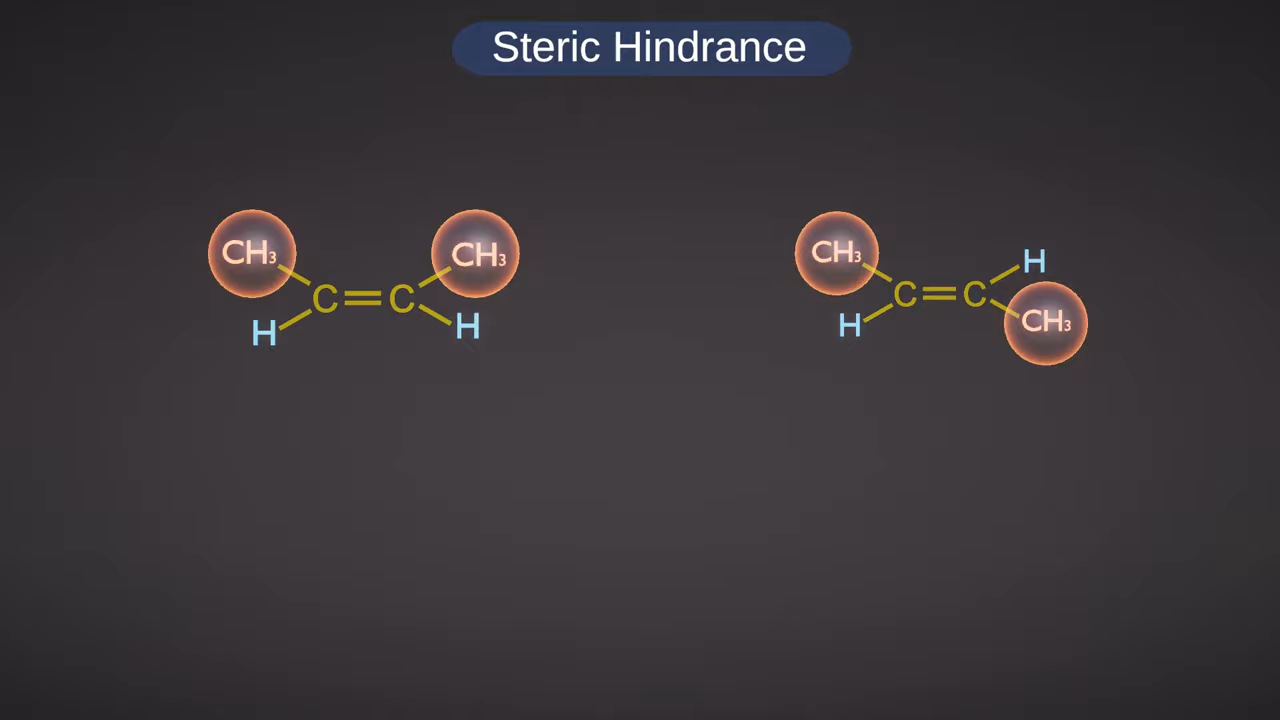 Steric Hindrance
CH₃ CH₃
C=C
H H
CH₃ H
C=C
H CH₃